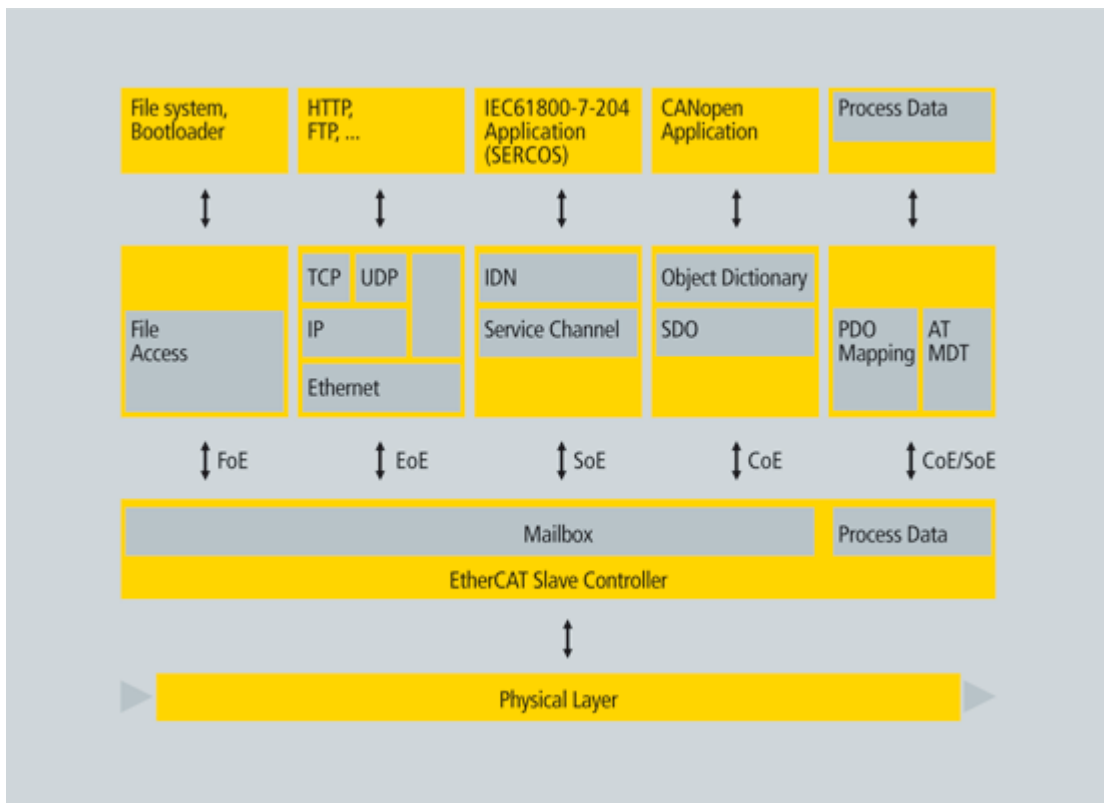 File system,
Bootloader
HTTP,
FTP, ...
IEC61800-7-204
Application
(SERCOS)
CANopen
Application
Process Data
File
Access
TCP
UDP
IP
Ethernet
IDN
Service Channel
Object Dictionary
SDO
PDO
Mapping
AT
MDT
FoE
EoE
SoE
CoE
CoE/SoE
Mailbox
Process Data
EtherCAT Slave Controller
Physical Layer